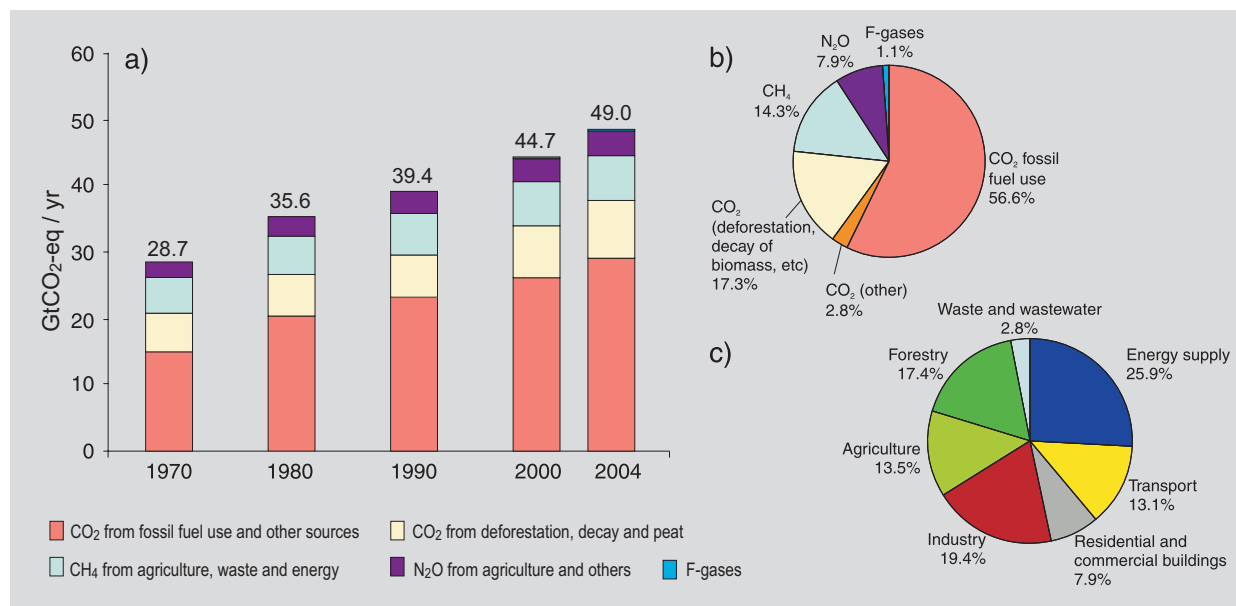 a)
60
50
40
30
20
10
0
GtCO₂-eq / yr
28.7
35.6
39.4
44.7
49.0
1970
1980
1990
2000
2004
CO₂ from fossil fuel use and other sources
CO₂ from deforestation, decay and peat
CH₄ from agriculture, waste and energy
N₂O from agriculture and others
F-gases
b)
F-gases
1.1%
N₂O
7.9%
CH₄
14.3%
CO₂ fossil
fuel use
56.6%
CO₂
(deforestation,
decay of
biomass, etc)
17.3%
CO₂ (other)
2.8%
c)
Waste and wastewater
2.8%
Forestry
17.4%
Energy supply
25.9%
Agriculture
13.5%
Transport
13.1%
Industry
19.4%
Residential and
commercial buildings
7.9%